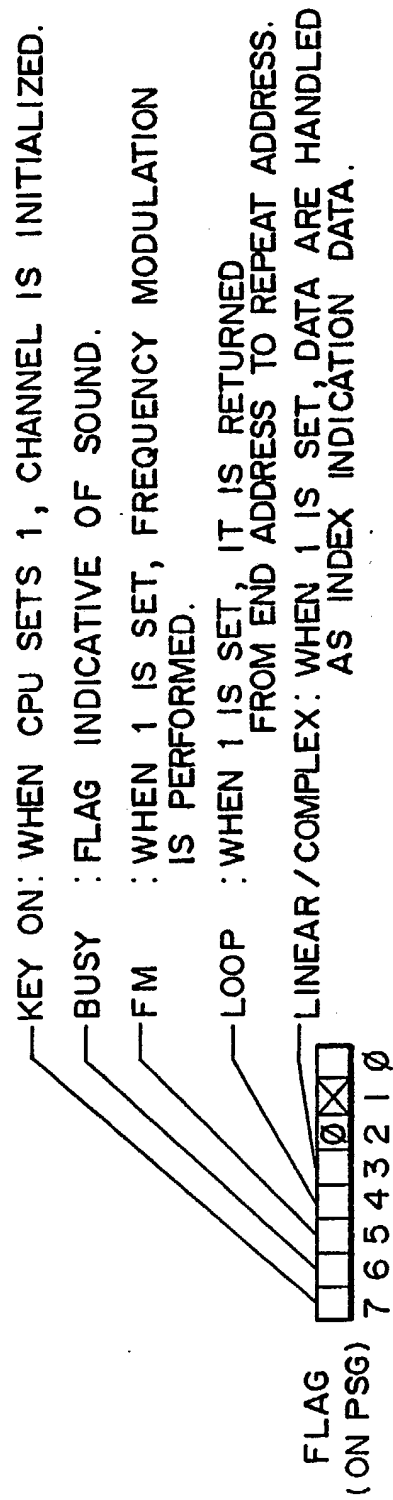 KEY ON: WHEN CPU SETS 1, CHANNEL IS INITIALIZED.
BUSY : FLAG INDICATIVE OF SOUND.
FM : WHEN 1 IS SET, FREQUENCY MODULATION
IS PERFORMED.
LOOP : WHEN 1 IS SET, IT IS RETURNED
FROM END ADDRESS TO REPEAT ADDRESS.
LINEAR/COMPLEX: WHEN 1 IS SET, DATA ARE HANDLED
AS INDEX INDICATION DATA.
FLAG
(ON PSG)
Ø X
7 6 5 4 3 2 1 Ø